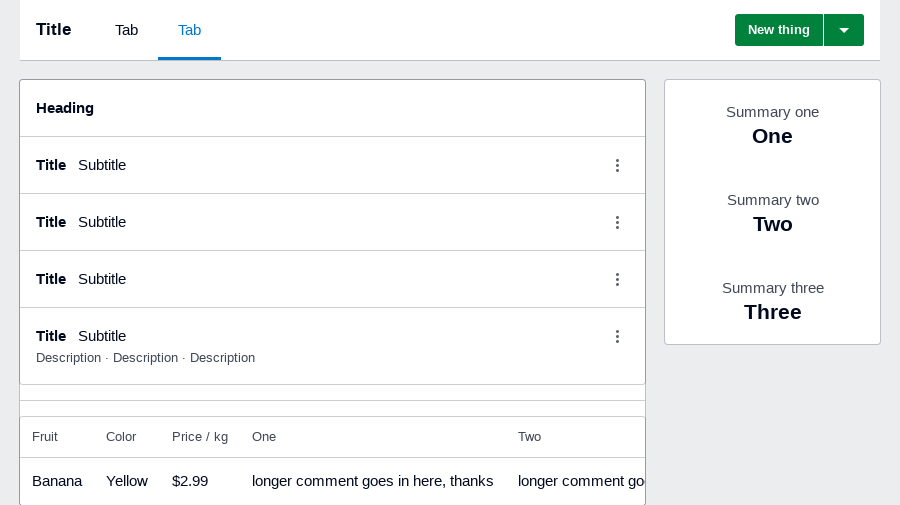 Title Tab Tab New thing
Heading
Title Subtitle
Title Subtitle
Title Subtitle
Title Subtitle
Description · Description · Description
Fruit Color Price / kg One Two
Banana Yellow $2.99 longer comment goes in here, thanks longer comment go
Summary one
One
Summary two
Two
Summary three
Three